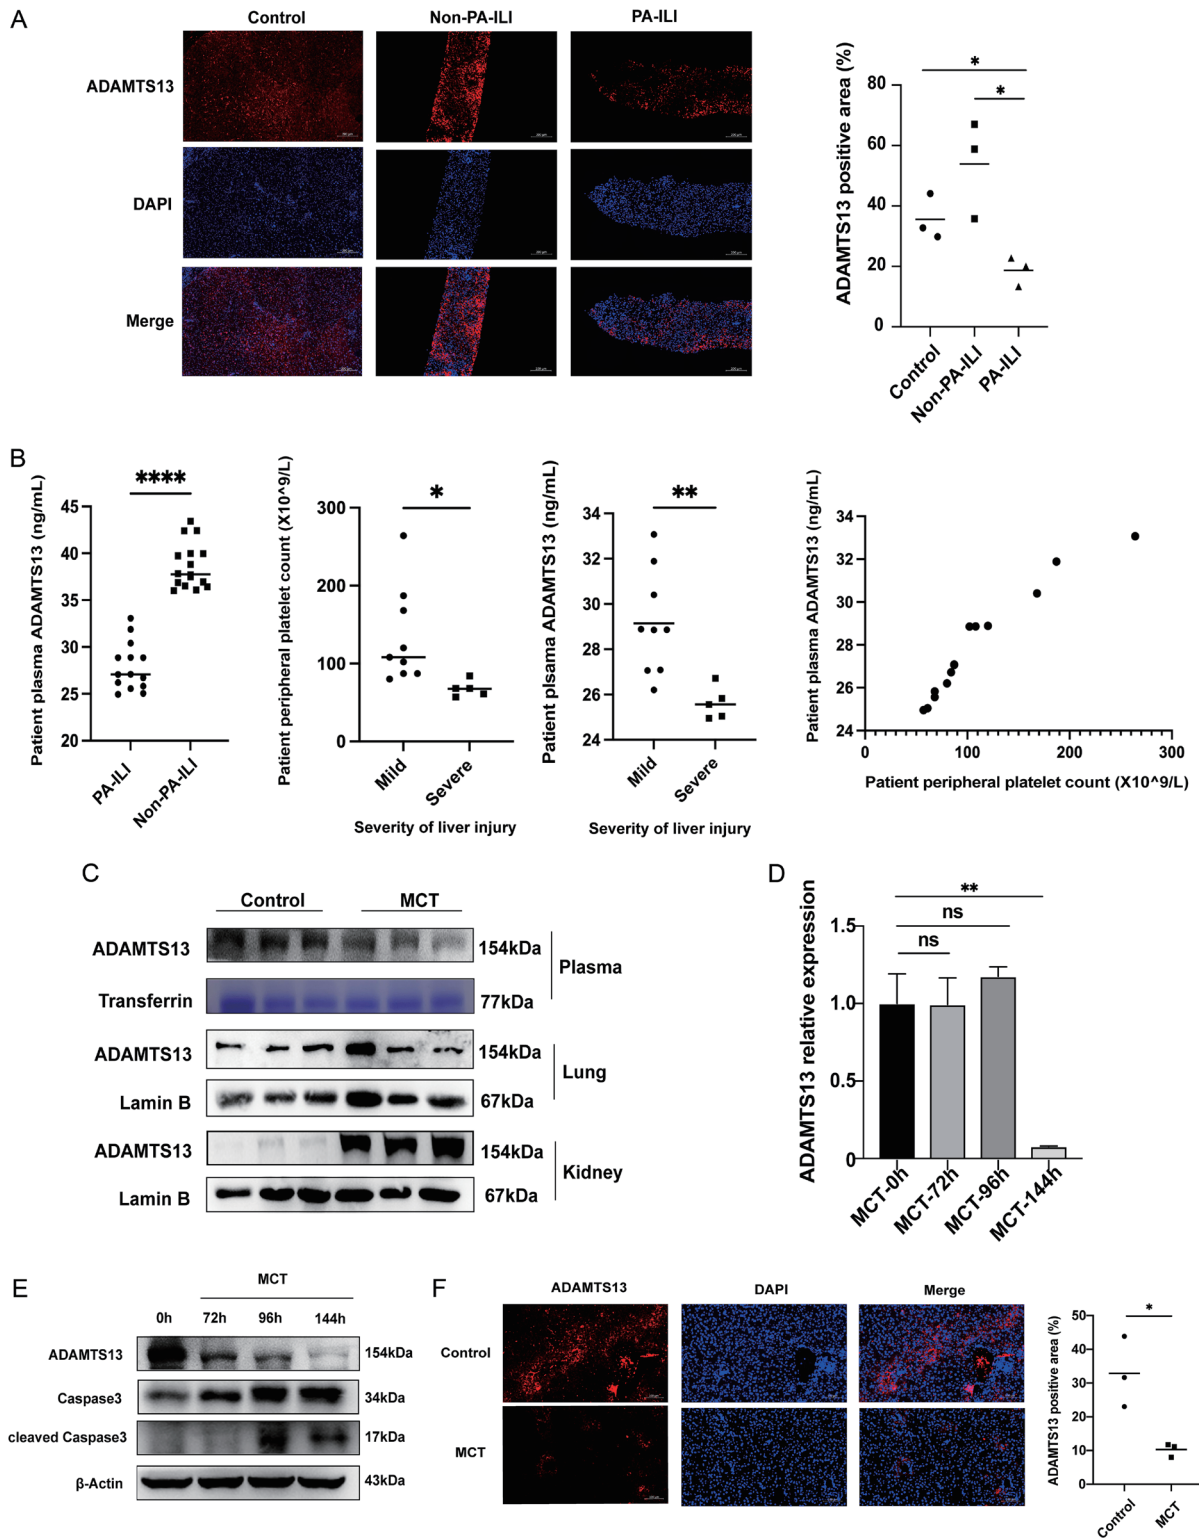 A
Control
Non-PA-ILI
PA-ILI
ADAMTS13
DAPI
Merge
ADAMTS13 positive area (%)
*
*
80
60
40
20
0
Control
Non-PA-ILI
PA-ILI
B
Patient plasma ADAMTS13 (ng/mL)
****
45
40
35
30
25
20
PA-ILI
Non-PA-ILI
Patient peripheral platelet count (X10^9/L)
*
300
200
100
0
Mild
Severe
Severity of liver injury
Patient plsama ADAMTS13 (ng/mL)
**
34
32
30
28
26
24
Mild
Severe
Severity of liver injury
Patient plasma ADAMTS13 (ng/mL)
34
32
30
28
26
24
0
100
200
300
Patient peripheral platelet count (X10^9/L)
C
Control
MCT
ADAMTS13
154kDa
Transferrin
77kDa
Plasma
ADAMTS13
154kDa
Lamin B
67kDa
Lung
ADAMTS13
154kDa
Lamin B
67kDa
Kidney
D
ADAMTS13 relative expression
**
ns
ns
1.5
1.0
0.5
0
MCT-0h
MCT-72h
MCT-96h
MCT-144h
E
MCT
0h
72h
96h
144h
ADAMTS13
154kDa
Caspase3
34kDa
cleaved Caspase3
17kDa
β-Actin
43kDa
F
ADAMTS13
DAPI
Merge
Control
MCT
ADAMTS13 positive area (%)
*
50
40
30
20
10
0
Control
MCT